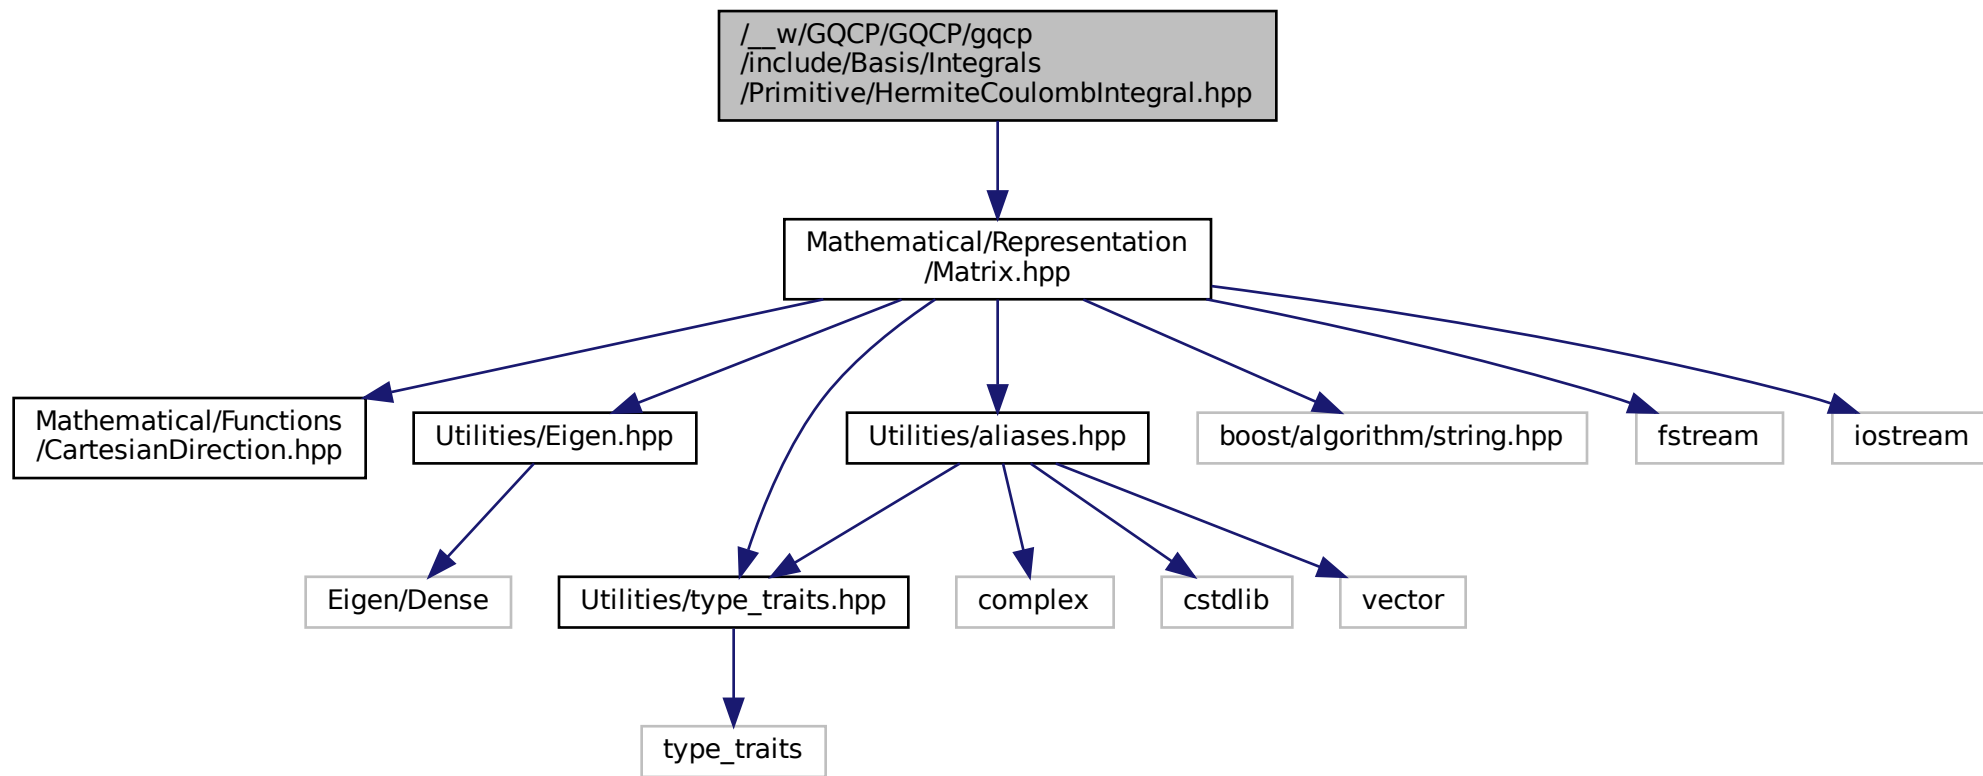 /__w/GQCP/GQCP/gqcp
/include/Basis/Integrals
/Primitive/HermiteCoulombIntegral.hpp
Mathematical/Representation
/Matrix.hpp
Mathematical/Functions
/CartesianDirection.hpp
Utilities/Eigen.hpp
Utilities/aliases.hpp
boost/algorithm/string.hpp
fstream
iostream
Eigen/Dense
Utilities/type_traits.hpp
complex
cstdlib
vector
type_traits